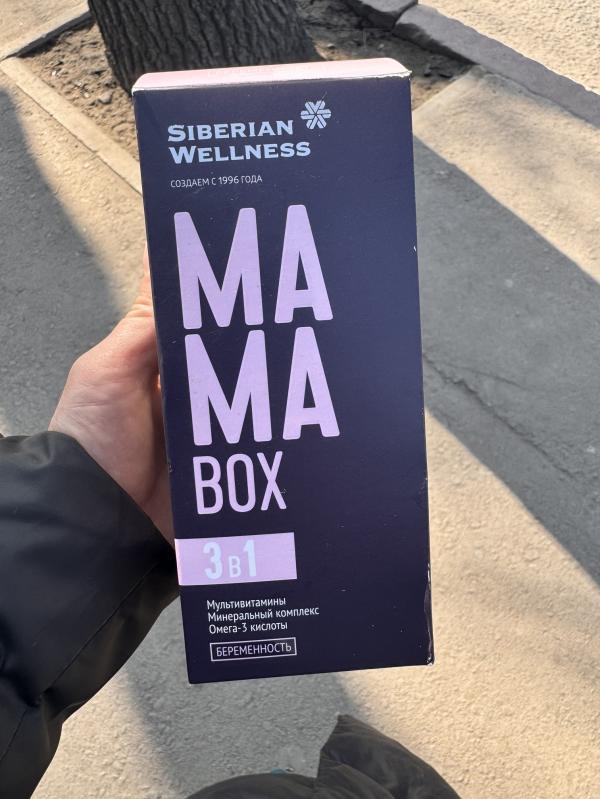 SIBERIAN
WELLNESS
СОЗДАЕМ С 1996 ГОДА
MA
MA
BOX
3 в 1
Мультивитамины
Минеральный комплекс
Омега-3 кислоты
БЕРЕМЕННОСТЬ